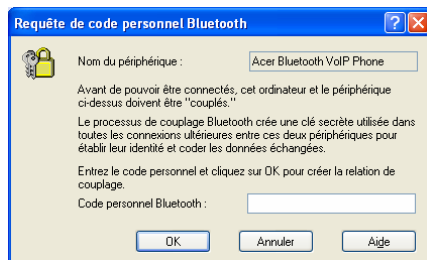 Requête de code personnel Bluetooth
Nom du périphérique :
Acer Bluetooth VoIP Phone
Avant de pouvoir être connectés, cet ordinateur et le périphérique
ci-dessus doivent être "couplés."
Le processus de couplage Bluetooth crée une clé secrète utilisée dans
toutes les connexions ultérieures entre ces deux périphériques pour
établir leur identité et coder les données échangées.
Entrez le code personnel et cliquez sur OK pour créer la relation de
couplage.
Code personnel Bluetooth :
OK
Annuler
Aide